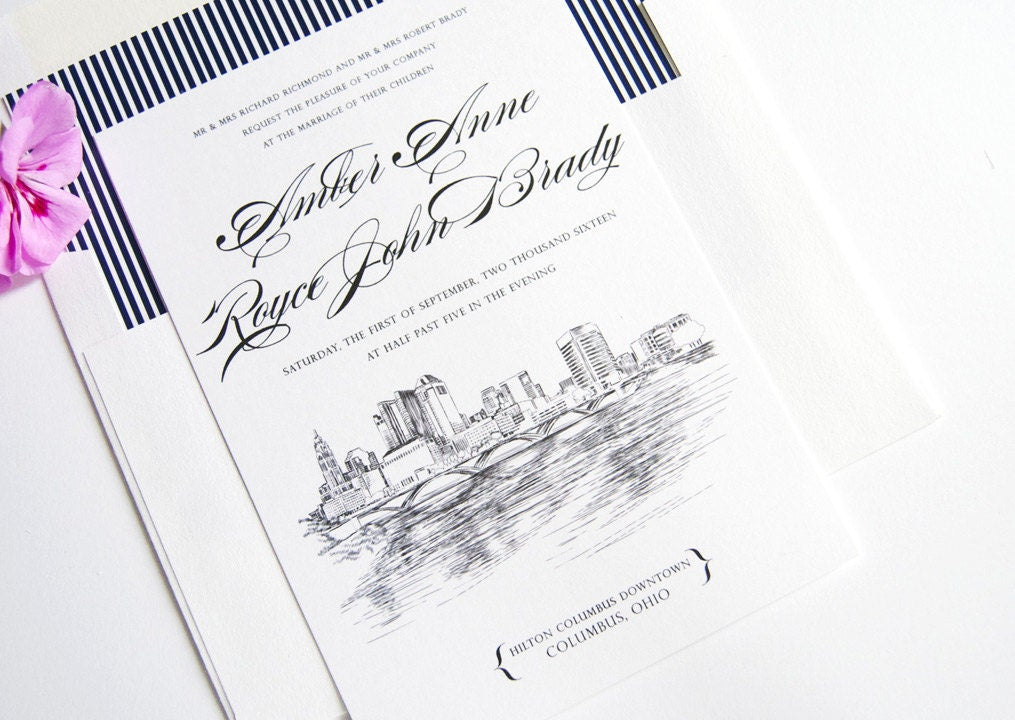 MR & MRS RICHARD RICHMOND AND MR & MRS ROBERT BRADY
REQUEST THE PLEASURE OF YOUR COMPANY
AT THE MARRIAGE OF THEIR CHILDREN
Amber Anne
Royce John Brady
SATURDAY, THE FIRST OF SEPTEMBER, TWO THOUSAND SIXTEEN
AT HALF PAST FIVE IN THE EVENING
{ HILTON COLUMBUS DOWNTOWN }
COLUMBUS, OHIO